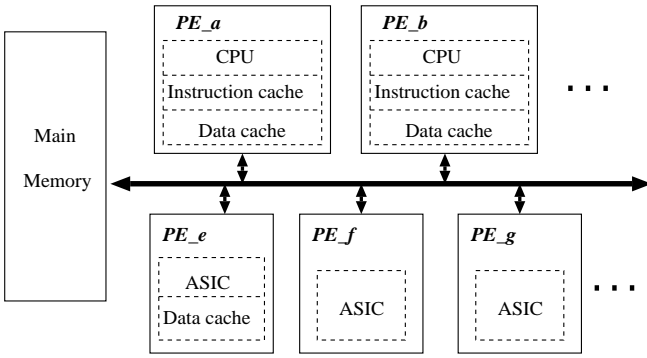 PE_a
CPU
Instruction cache
Data cache
PE_b
CPU
Instruction cache
Data cache
. . .
Main
Memory
PE_e
ASIC
Data cache
PE_f
ASIC
PE_g
ASIC
. . .